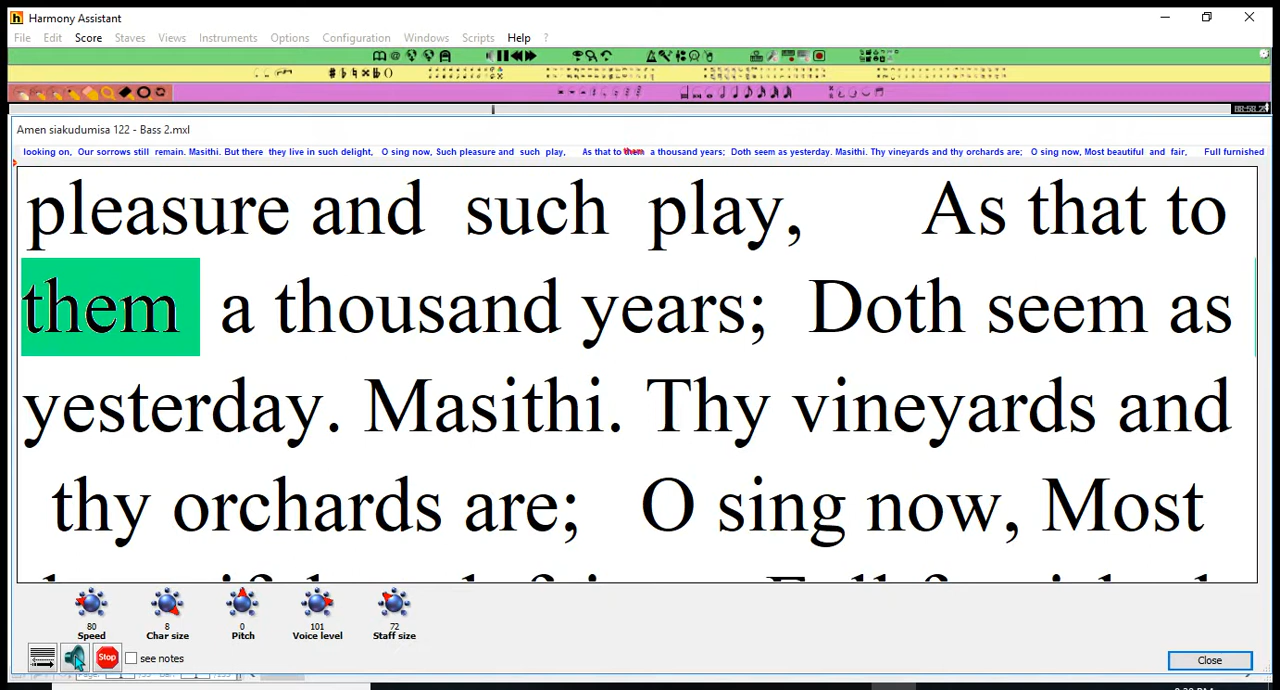 Harmony Assistant
File Edit Score Staves Views Instruments Options Configuration Windows Scripts Help ?
Amen siakudumisa 122 - Bass 2.mxl
looking on, Our sorrows still remain. Masithi. But there they live in such delight, O sing now, Such pleasure and such play, As that to them a thousand years; Doth seem as yesterday. Masithi. Thy vineyards and thy orchards are; O sing now, Most beautiful and fair, Full furnished
pleasure and such play, As that to
them a thousand years; Doth seem as
yesterday. Masithi. Thy vineyards and
thy orchards are; O sing now, Most
80 8 0 101 72
Speed Char size Pitch Voice level Staff size
Stop see notes Close